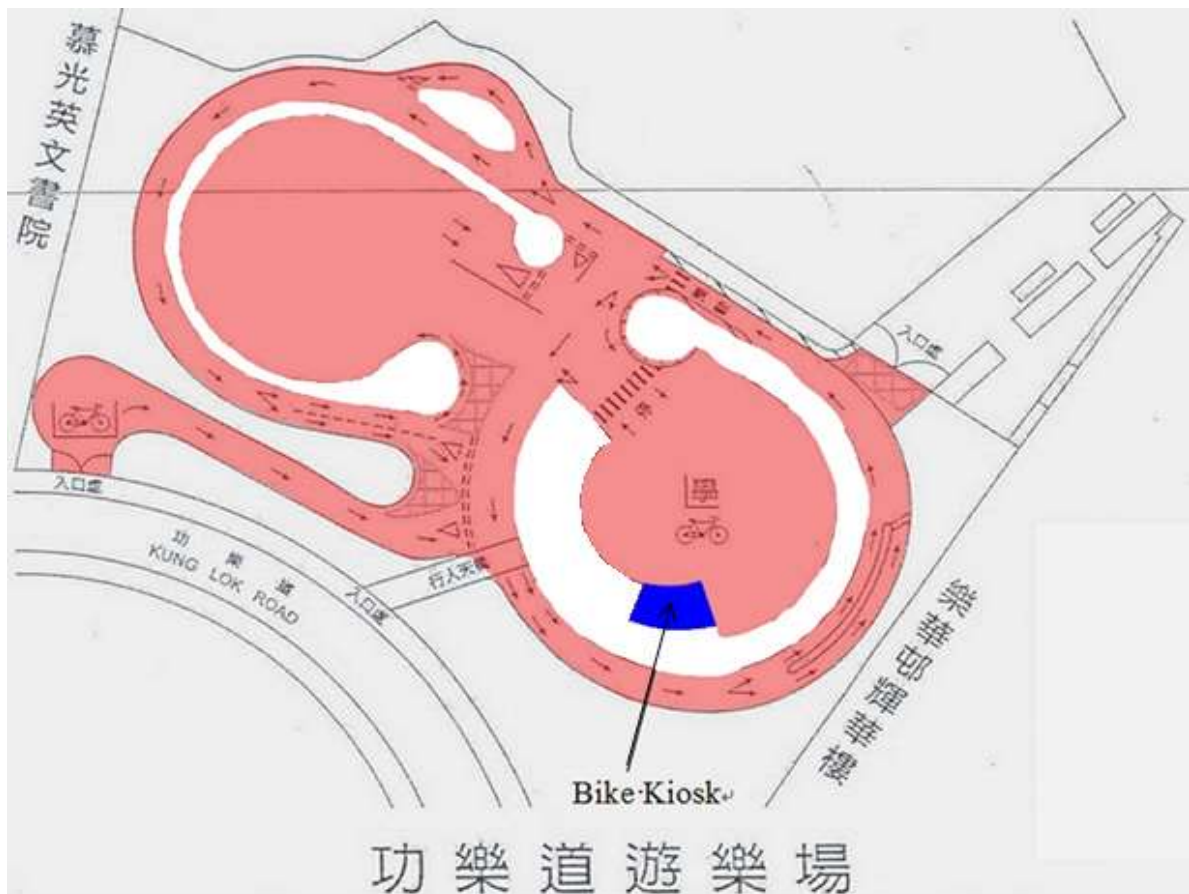 慕光英文書院
入口處
入口處
功樂道
KUNG LOK ROAD
入口處
行人天橋
學
樂華邨輝華樓
Bike·Kiosk
功樂道遊樂場